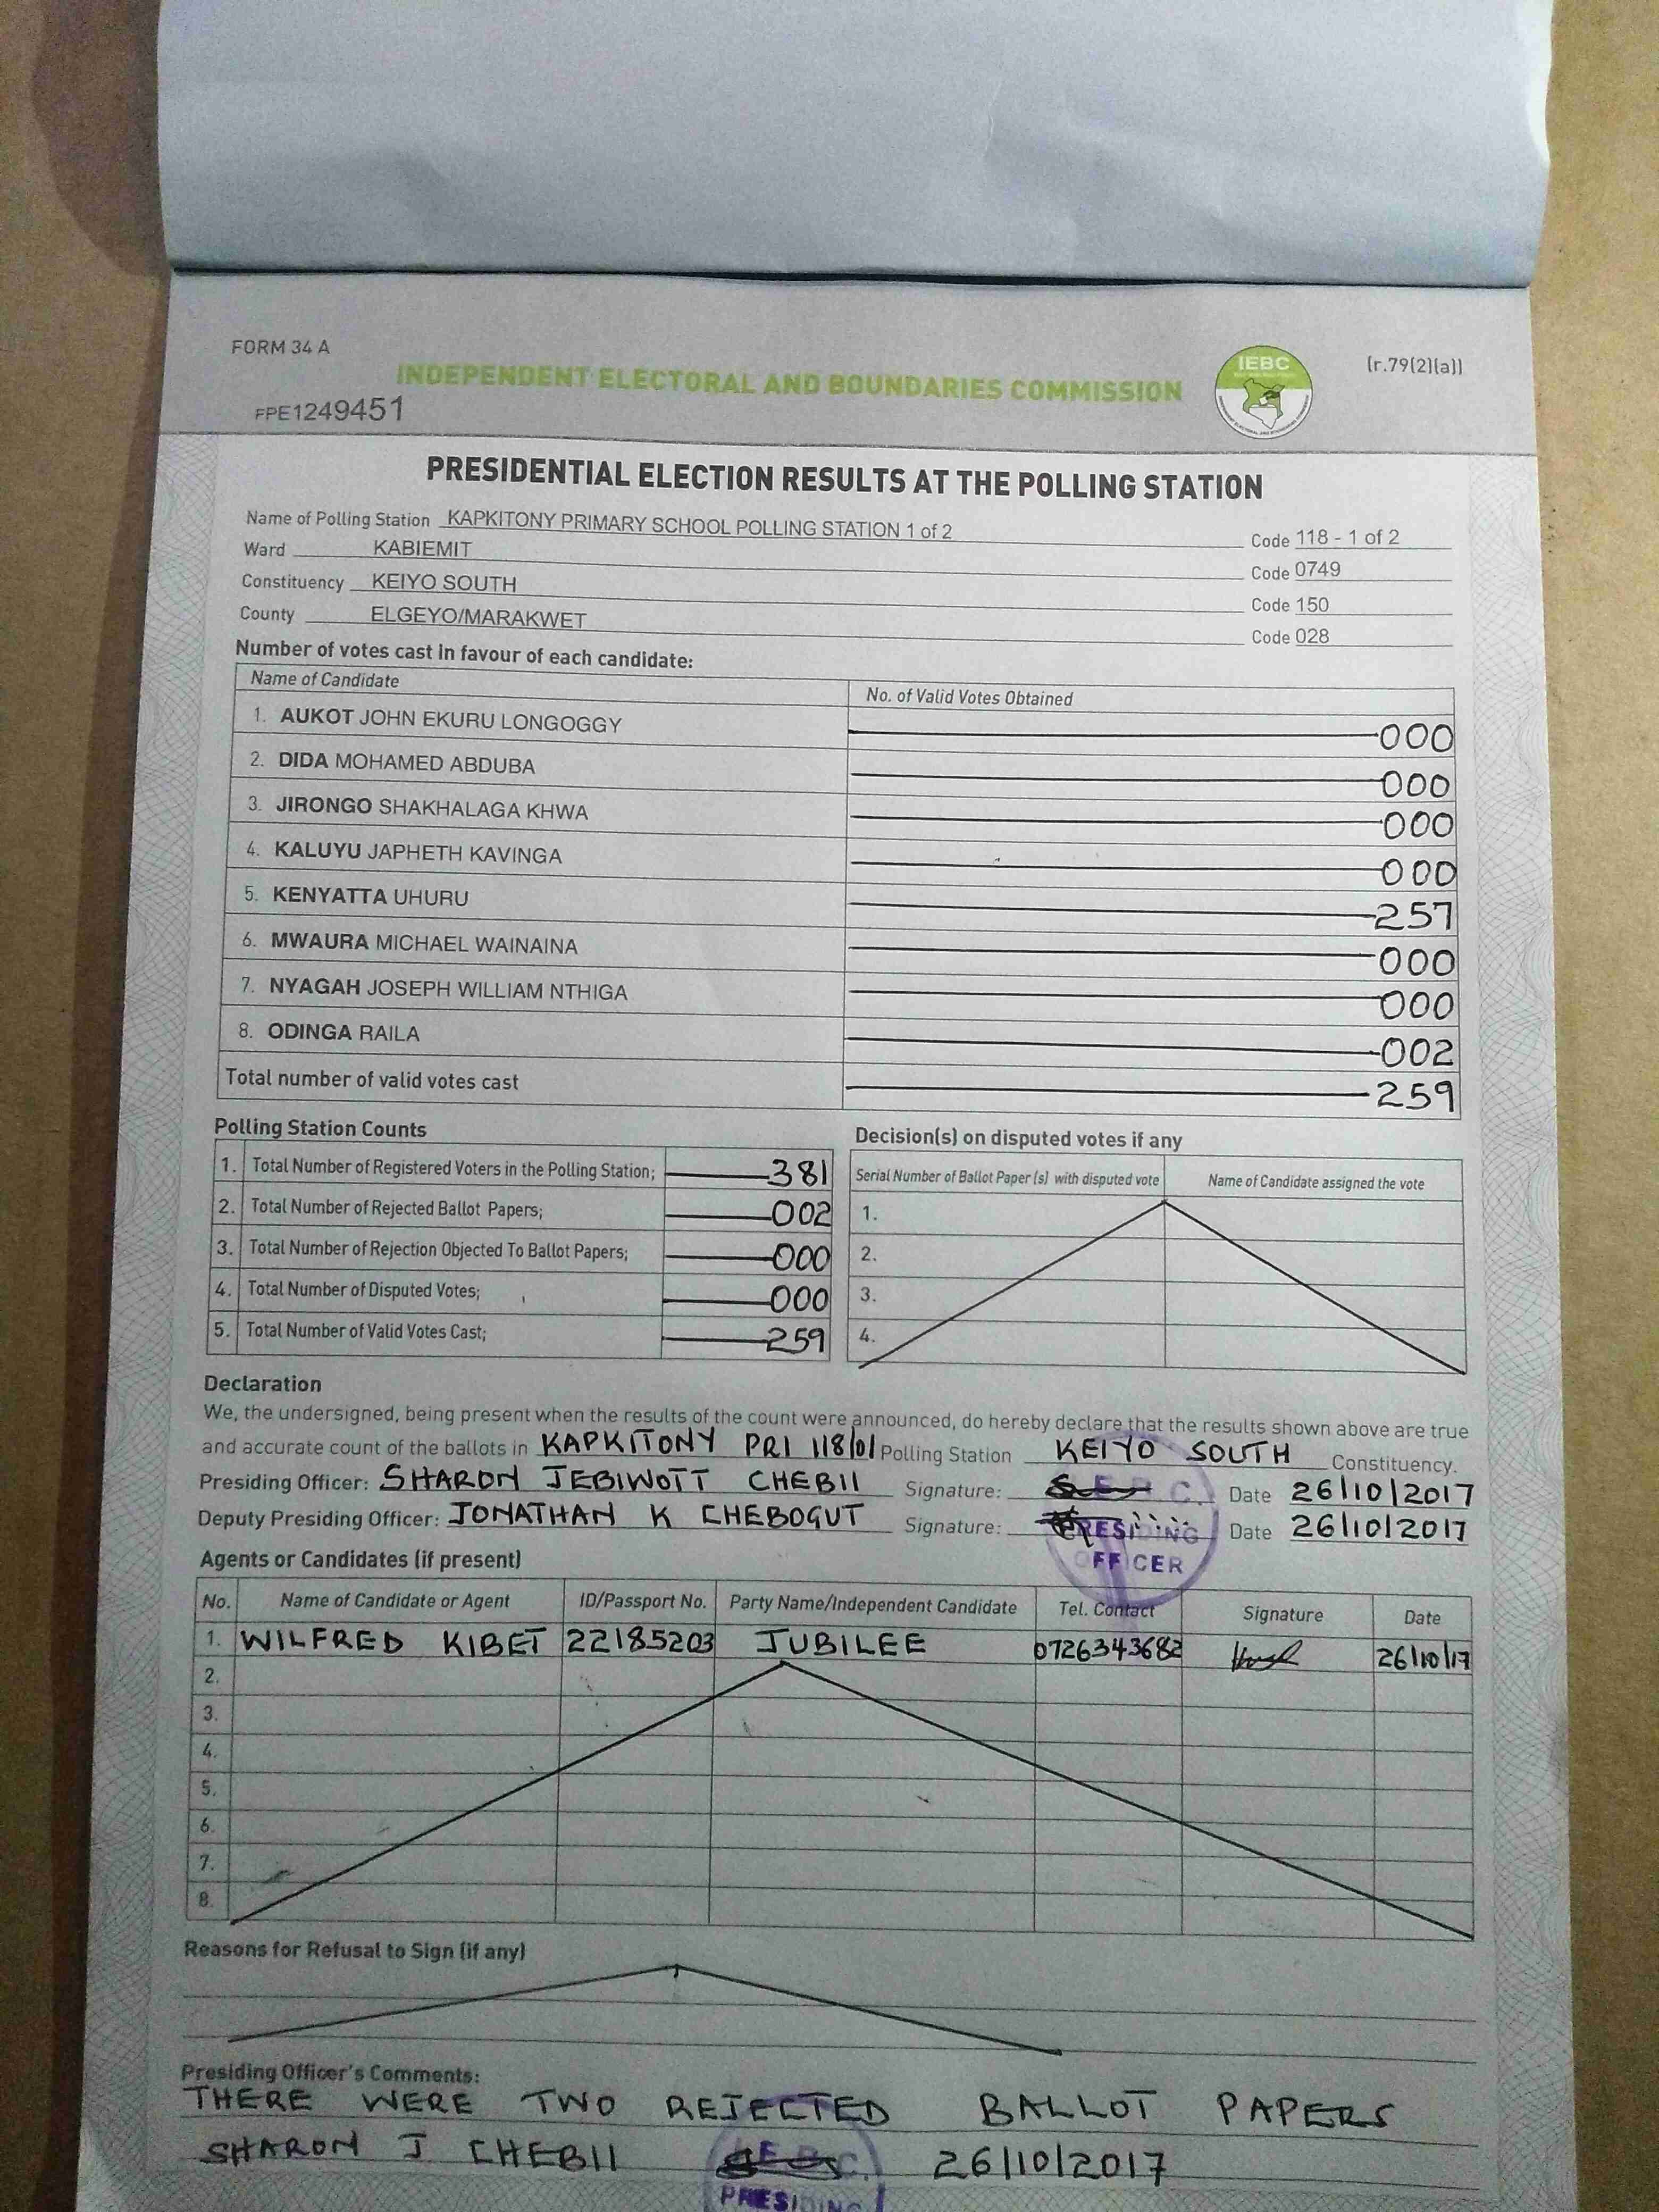 FORM 34 A
INDEPENDENT ELECTORAL AND BOUNDARIES COMMISSION
IEBC
(r.79(2)(a))
FPE1249451
PRESIDENTIAL ELECTION RESULTS AT THE POLLING STATION
Name of Polling Station KAPKITONY PRIMARY SCHOOL POLLING STATION 1 of 2 Code 118 - 1 of 2
Ward KABIEMIT Code 0749
Constituency KEIYO SOUTH Code 150
County ELGEYO/MARAKWET Code 028
Number of votes cast in favour of each candidate:
Name of Candidate No. of Valid Votes Obtained
1. AUKOT JOHN EKURU LONGOGGY 000
2. DIDA MOHAMED ABDUBA 000
3. JIRONGO SHAKHALAGA KHWA 000
4. KALUYU JAPHETH KAVINGA 000
5. KENYATTA UHURU 257
6. MWAURA MICHAEL WAINAINA 000
7. NYAGAH JOSEPH WILLIAM NTHIGA 000
8. ODINGA RAILA 002
Total number of valid votes cast 259
Polling Station Counts
1. Total Number of Registered Voters in the Polling Station; 381
2. Total Number of Rejected Ballot Papers; 002
3. Total Number of Rejection Objected To Ballot Papers; 000
4. Total Number of Disputed Votes; 000
5. Total Number of Valid Votes Cast; 259
Decision(s) on disputed votes if any
Serial Number of Ballot Paper (s) with disputed vote Name of Candidate assigned the vote
1.
2.
3.
4.
Declaration
We, the undersigned, being present when the results of the count were announced, do hereby declare that the results shown above are true
and accurate count of the ballots in KAPKITONY PRI 118/01 Polling Station KEIYO SOUTH Constituency.
Presiding Officer: SHARON JEBIWOTT CHEBII Signature: Date 26/10/2017
Deputy Presiding Officer: JONATHAN K CHEBOGUT Signature: Date 26/10/2017
PRESIDING
OFFICER
Agents or Candidates (if present)
No. Name of Candidate or Agent ID/Passport No. Party Name/Independent Candidate Tel. Contact Signature Date
1. WILFRED KIBET 22185203 JUBILEE 0726343682 26/10/17
2.
3.
4.
5.
6.
7.
8.
Reasons for Refusal to Sign (if any)
Presiding Officer's Comments:
THERE WERE TWO REJECTED BALLOT PAPERS
SHARON J CHEBII 26/10/2017
PRESIDING